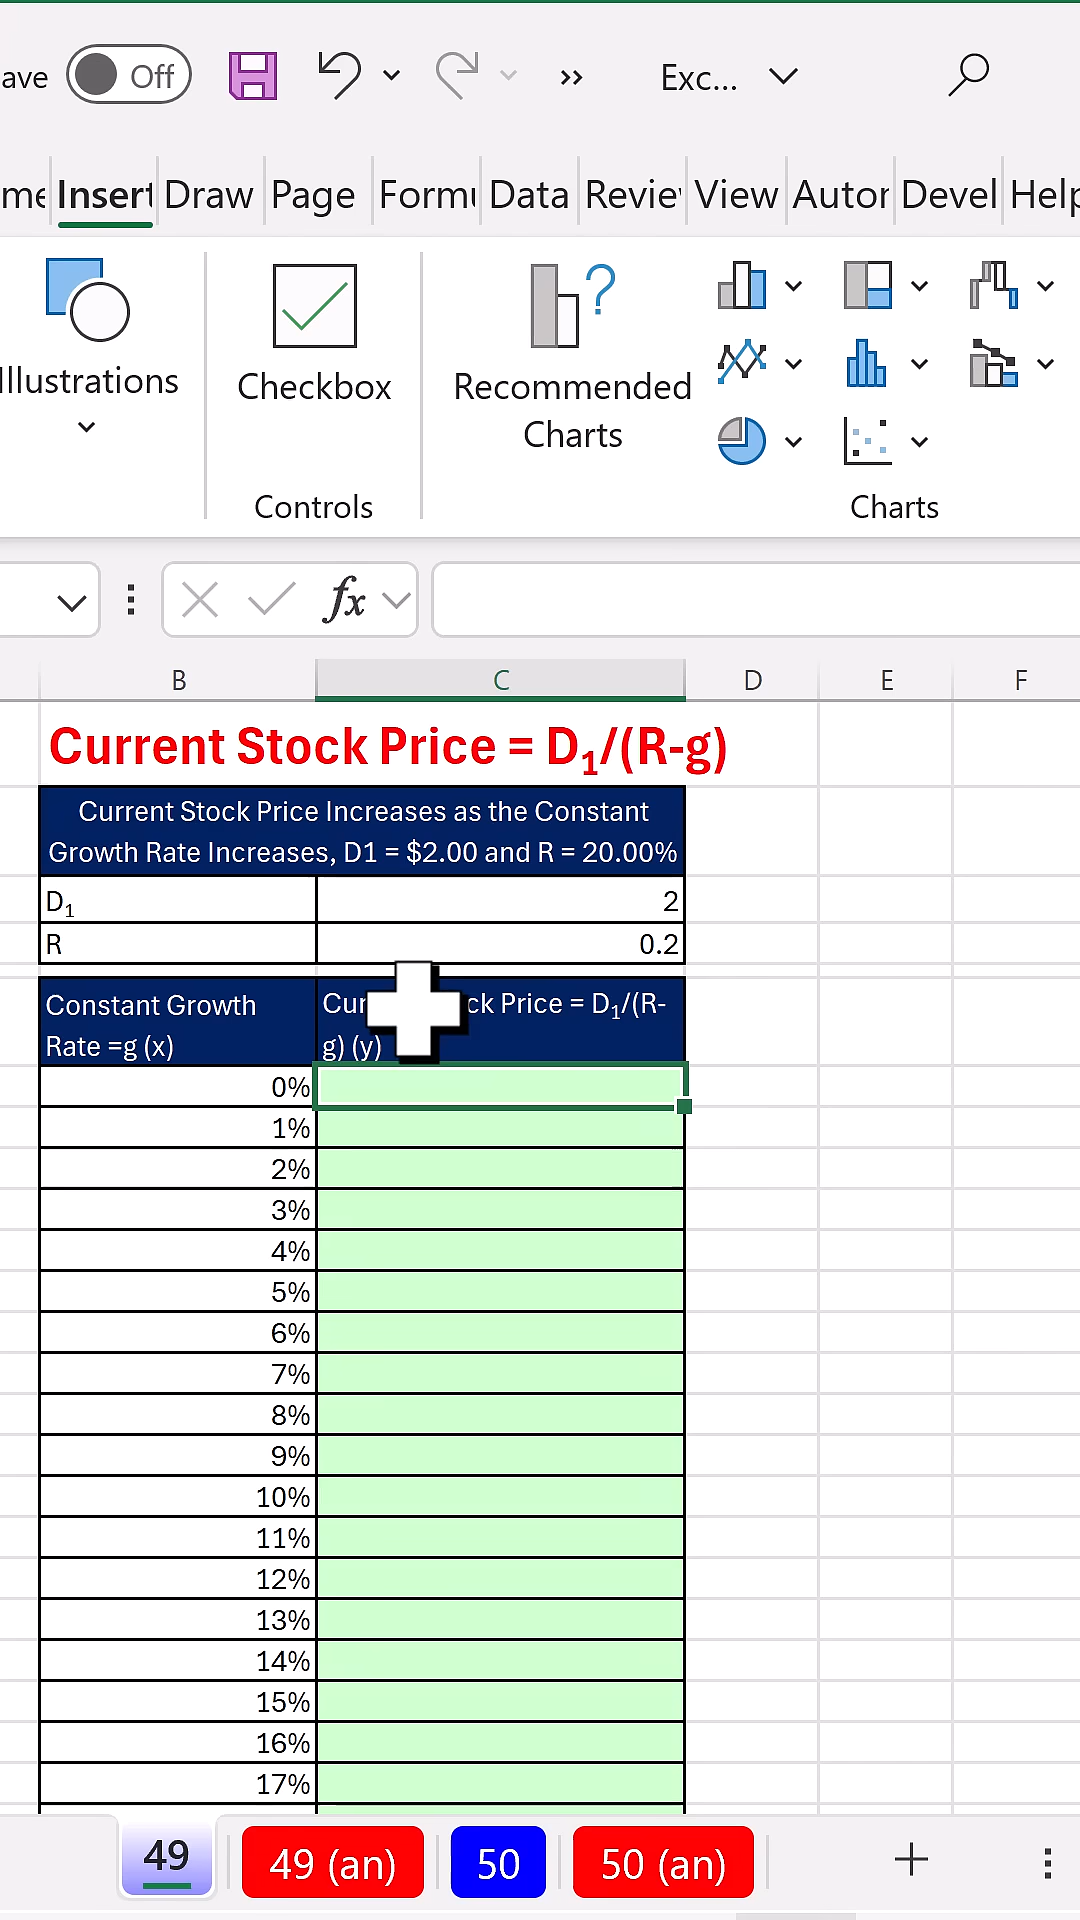 ave Off Exc...
me Insert Draw Page Formu Data Revie View Autor Devel Help
Illustrations
Checkbox
Recommended
Charts
Controls
Charts
fx
B C D E F
Current Stock Price = D₁/(R-g)
Current Stock Price Increases as the Constant
Growth Rate Increases, D1 = $2.00 and R = 20.00%
D₁ 2
R 0.2
Constant Growth
Rate =g (x)
Cur ck Price = D₁/(R-
g) (y)
0%
1%
2%
3%
4%
5%
6%
7%
8%
9%
10%
11%
12%
13%
14%
15%
16%
17%
49 49 (an) 50 50 (an)